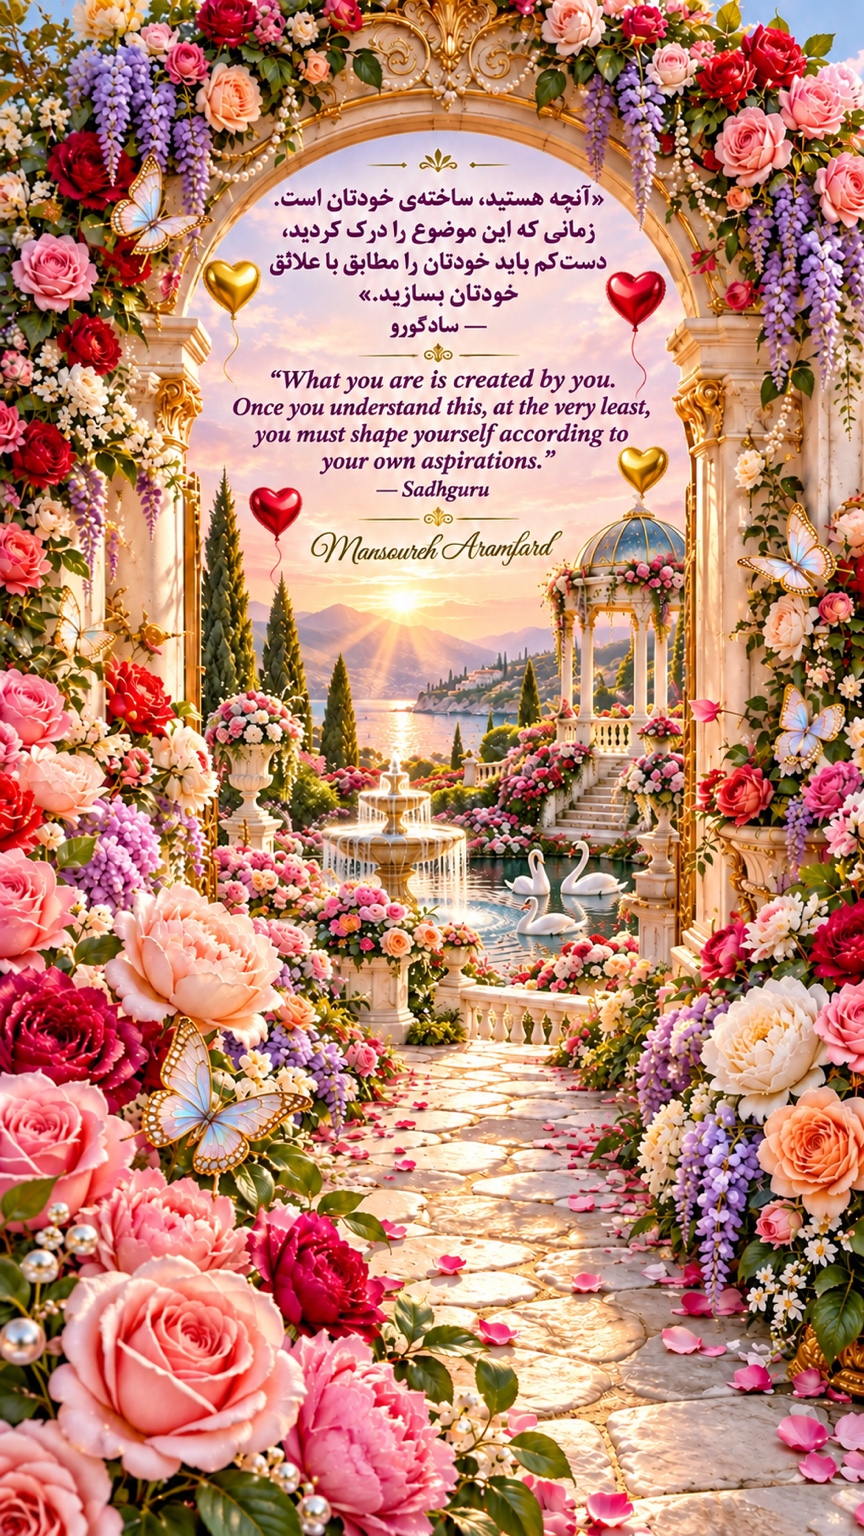 «آنچه هستید، ساخته‌ی خودتان است.
زمانی که این موضوع را درک کردید،
دست‌کم باید خودتان را مطابق با علائق
خودتان بسازید.»
— سادگورو
“What you are is created by you.
Once you understand this, at the very least,
you must shape yourself according to
your own aspirations.”
— Sadhguru
Mansoureh Aramfard